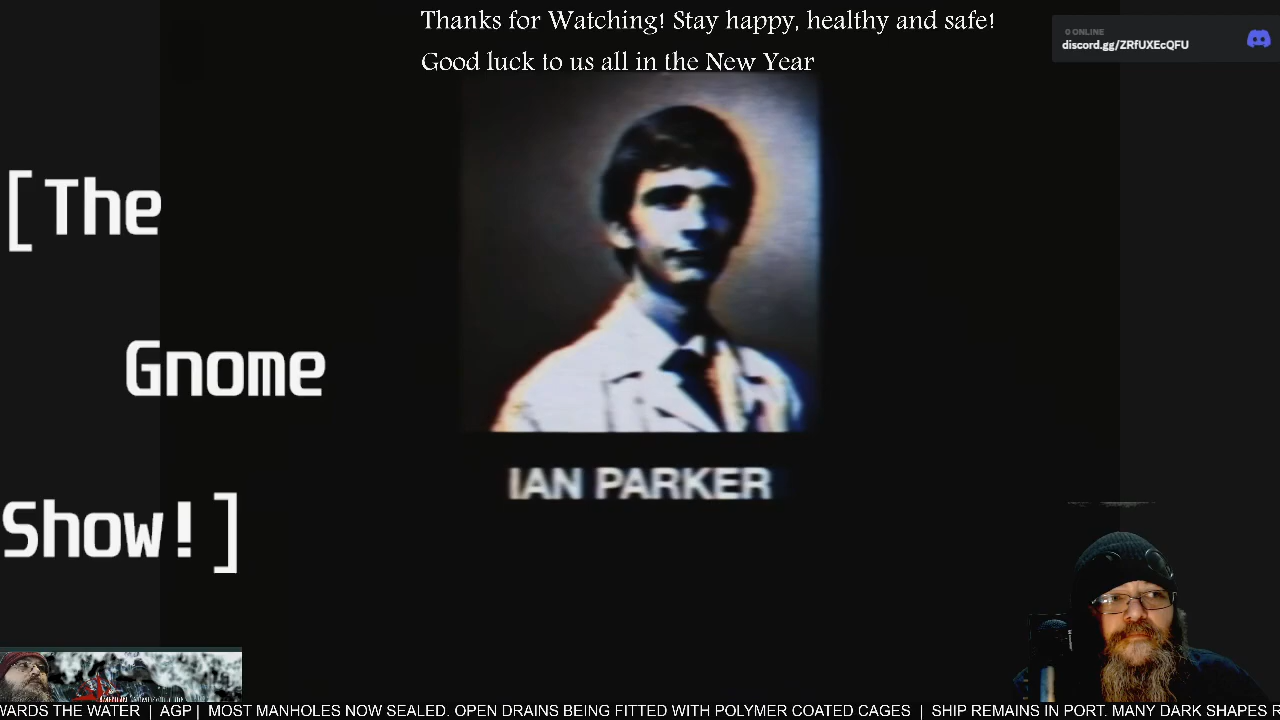 Thanks for Watching! Stay happy, healthy and safe!
Good luck to us all in the New Year
0 ONLINE
discord.gg/ZRfUXEcQFU
[The
Gnome
Show!]
IAN PARKER
WARDS THE WATER | AGP | MOST MANHOLES NOW SEALED. OPEN DRAINS BEING FITTED WITH POLYMER COATED CAGES | SHIP REMAINS IN PORT. MANY DARK SHAPES